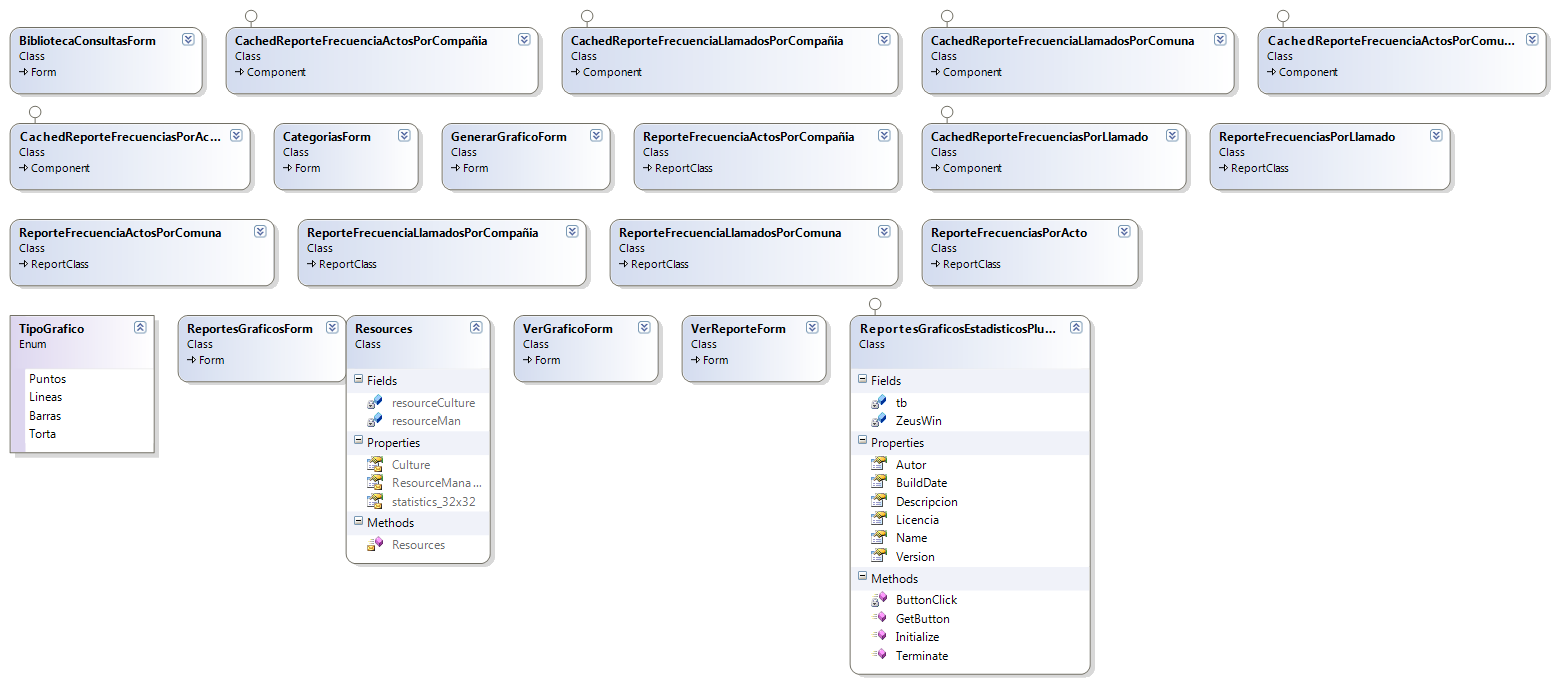 BibliotecaConsultasForm
Class
Form
CachedReporteFrecuenciaActosPorCompañia
Class
Component
CachedReporteFrecuenciaLlamadosPorCompañia
Class
Component
CachedReporteFrecuenciaLlamadosPorComuna
Class
Component
CachedReporteFrecuenciaActosPorComu...
Class
Component
CachedReporteFrecuenciasPorAc...
Class
Component
CategoriasForm
Class
Form
GenerarGraficoForm
Class
Form
ReporteFrecuenciaActosPorCompañia
Class
ReportClass
CachedReporteFrecuenciasPorLlamado
Class
Component
ReporteFrecuenciasPorLlamado
Class
ReportClass
ReporteFrecuenciaActosPorComuna
Class
ReportClass
ReporteFrecuenciaLlamadosPorCompañia
Class
ReportClass
ReporteFrecuenciaLlamadosPorComuna
Class
ReportClass
ReporteFrecuenciasPorActo
Class
ReportClass
TipoGrafico
Enum
Puntos
Lineas
Barras
Torta
ReportesGraficosForm
Class
Form
Resources
Class
Fields
resourceCulture
resourceMan
Properties
Culture
ResourceMana...
statistics_32x32
Methods
Resources
VerGraficoForm
Class
Form
VerReporteForm
Class
Form
ReportesGraficosEstadisticosPlu...
Class
Fields
tb
ZeusWin
Properties
Autor
BuildDate
Descripcion
Licencia
Name
Version
Methods
ButtonClick
GetButton
Initialize
Terminate